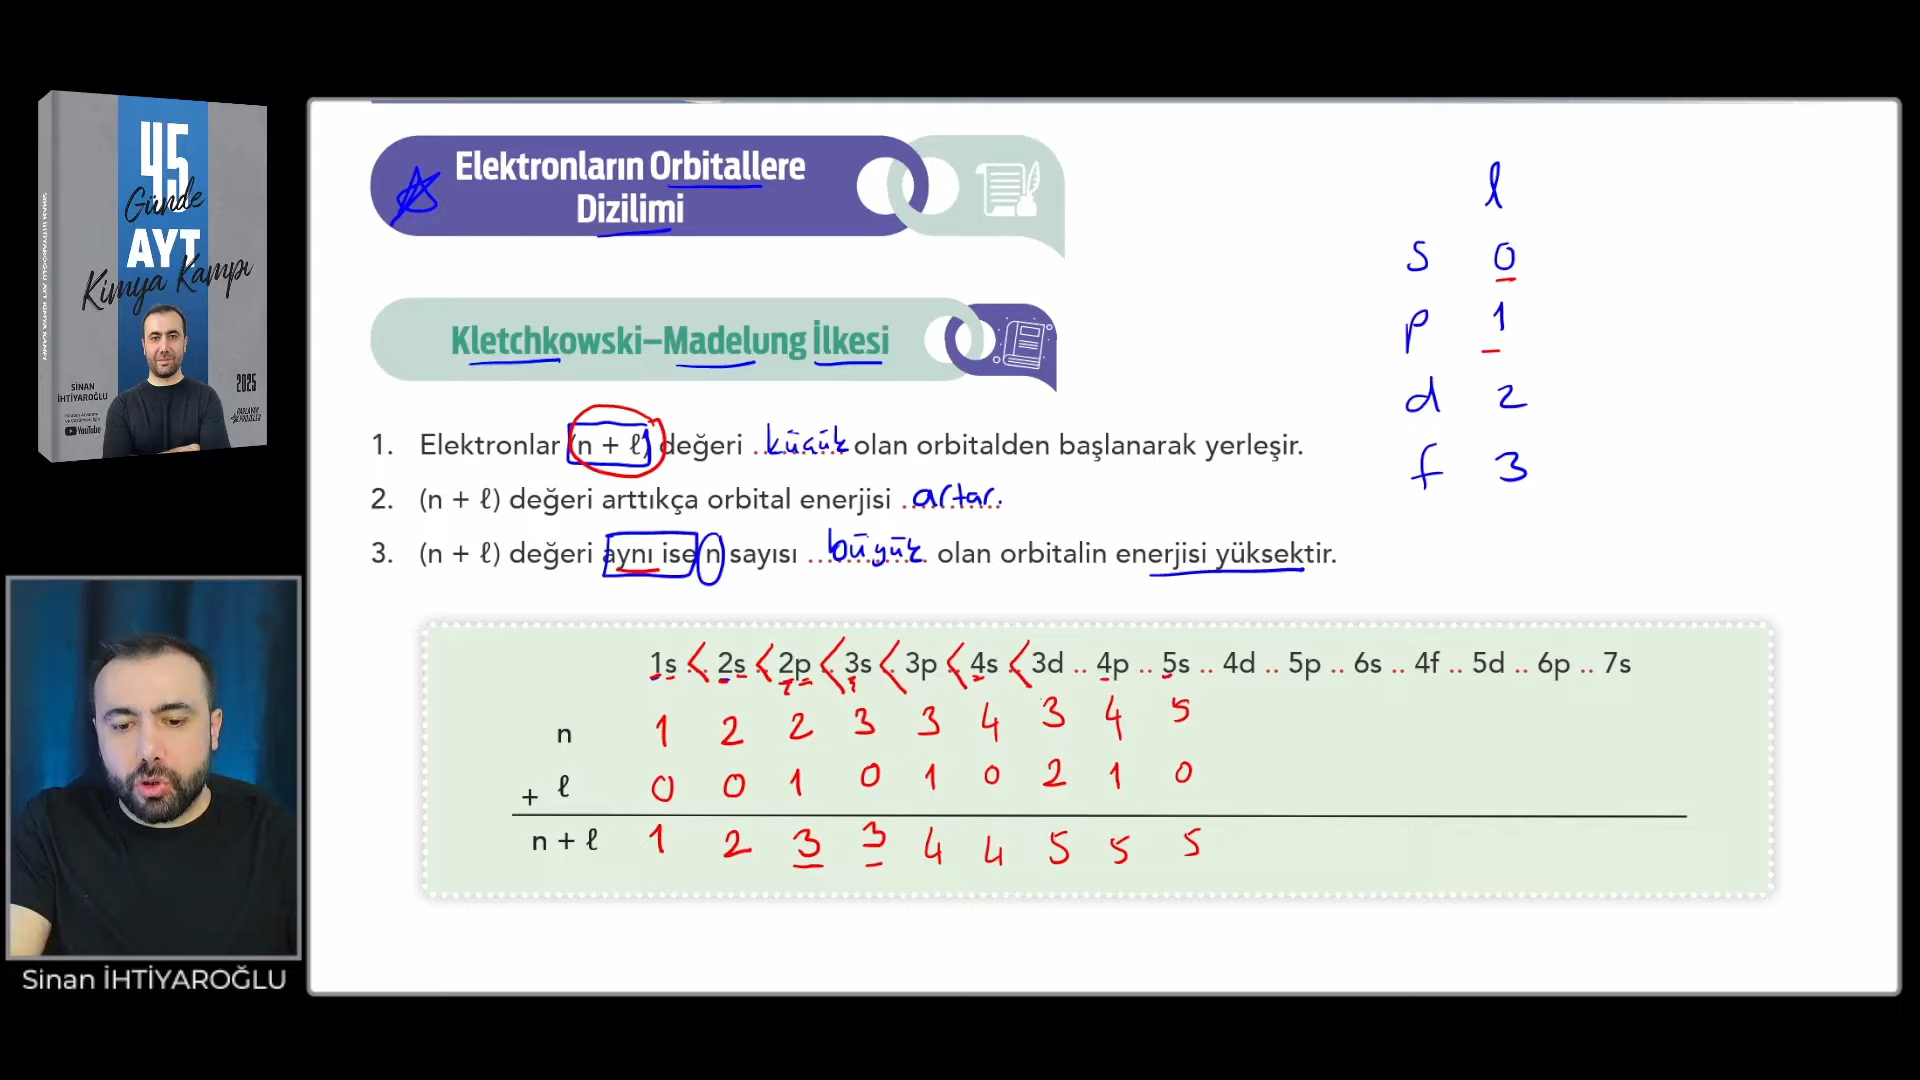 45
Günde
AYT
Kimya Kampı
SİNAN
İHTİYAROĞLU
2025
YouTube
Elektronların Orbitallere
Dizilimi
Kletchkowski–Madelung İlkesi
1. Elektronlar (n + ℓ) değeri küçük olan orbitalden başlanarak yerleşir.
2. (n + ℓ) değeri arttıkça orbital enerjisi artar.
3. (n + ℓ) değeri aynı ise n sayısı büyük olan orbitalin enerjisi yüksektir.
l
s 0
p 1
d 2
f 3
1s < 2s < 2p < 3s < 3p < 4s < 3d .. 4p .. 5s .. 4d .. 5p .. 6s .. 4f .. 5d .. 6p .. 7s
n 1 2 2 3 3 4 3 4 5
+ ℓ 0 0 1 0 1 0 2 1 0
n + ℓ 1 2 3 3 4 4 5 5 5
Sinan İHTİYAROĞLU